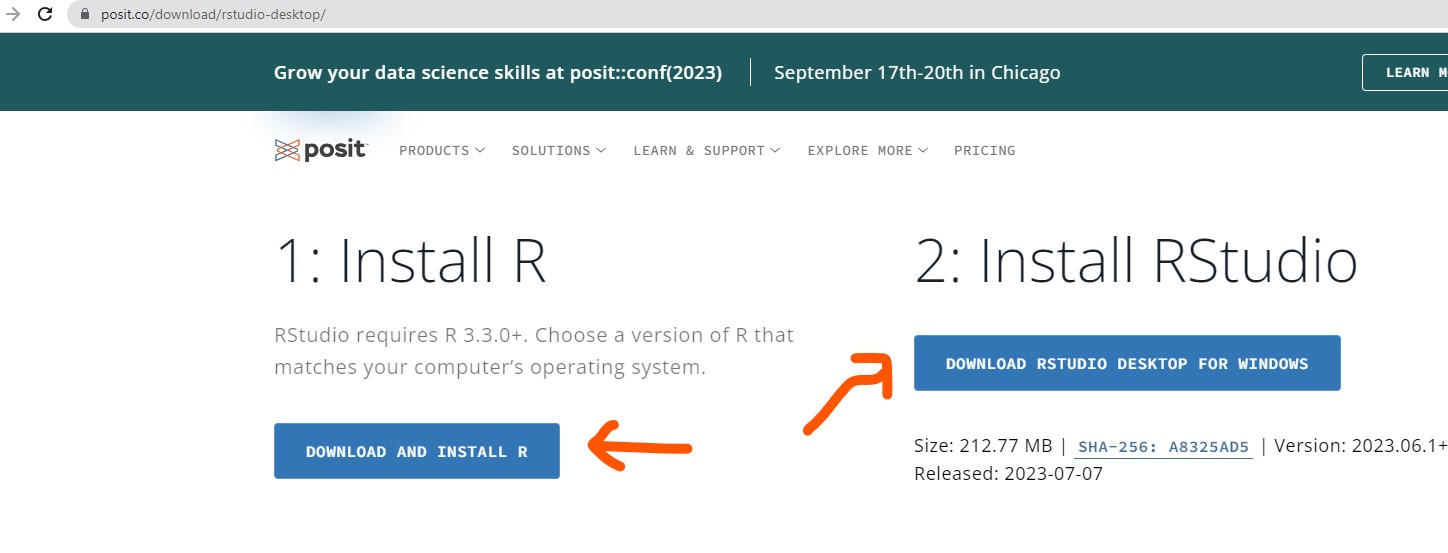 posit.co/download/rstudio-desktop/
Grow your data science skills at posit::conf(2023) | September 17th-20th in Chicago
LEARN M
posit™ PRODUCTS SOLUTIONS LEARN & SUPPORT EXPLORE MORE PRICING
1: Install R
RStudio requires R 3.3.0+. Choose a version of R that
matches your computer’s operating system.
DOWNLOAD AND INSTALL R
2: Install RStudio
DOWNLOAD RSTUDIO DESKTOP FOR WINDOWS
Size: 212.77 MB | SHA-256: A8325AD5 | Version: 2023.06.1+
Released: 2023-07-07